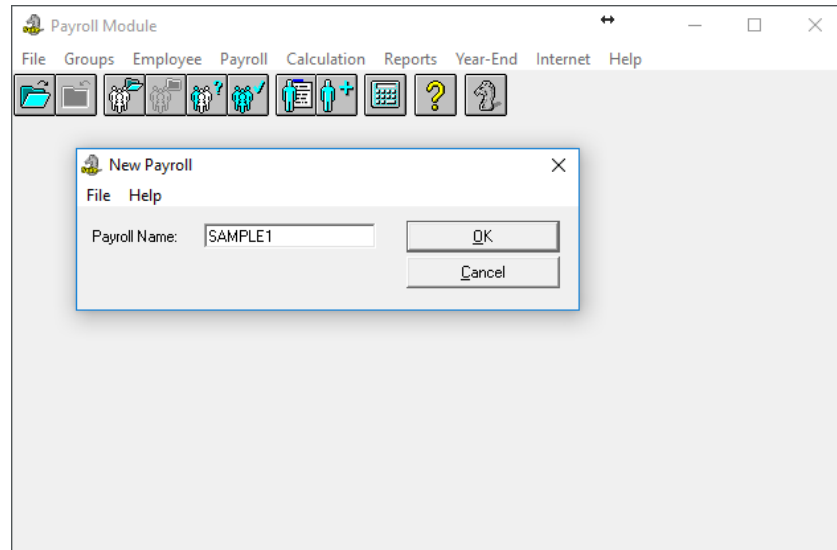 Payroll Module
File Groups Employee Payroll Calculation Reports Year-End Internet Help
New Payroll
File Help
Payroll Name: SAMPLE1 OK
Cancel